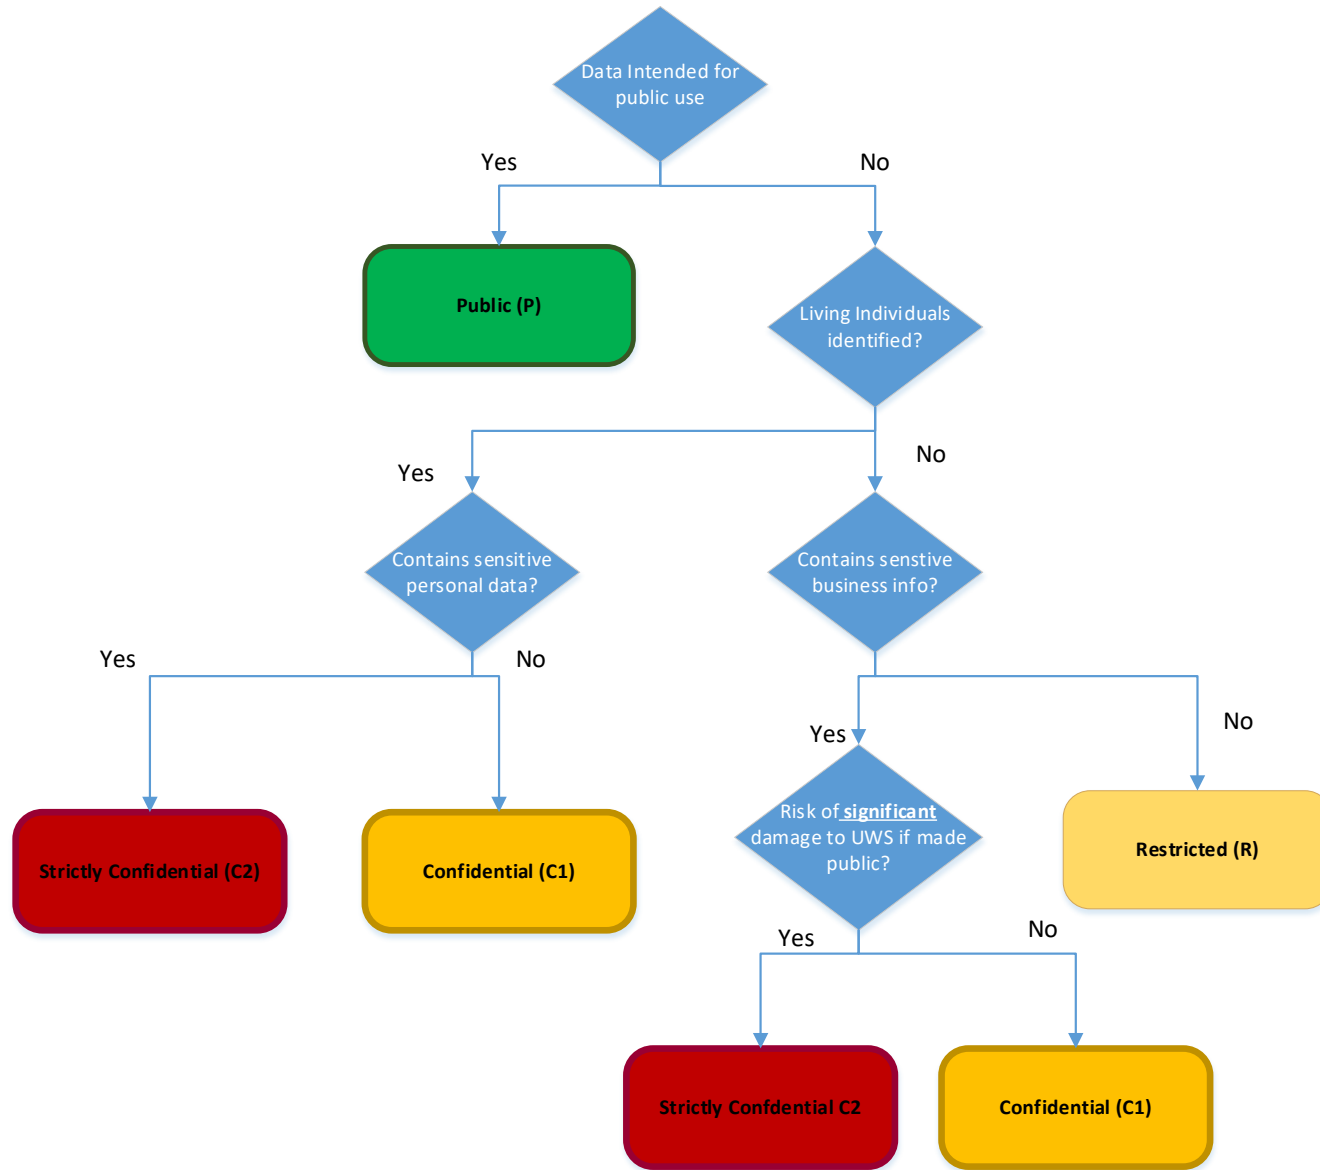 Data Intended for
public use
Yes
No
Public (P)
Living Individuals
identified?
Yes
No
Contains sensitive
personal data?
Contains senstive
business info?
Yes
No
Yes
No
Strictly Confidential (C2)
Confidential (C1)
Risk of significant
damage to UWS if made
public?
Restricted (R)
Yes
No
Strictly Confdential C2
Confidential (C1)